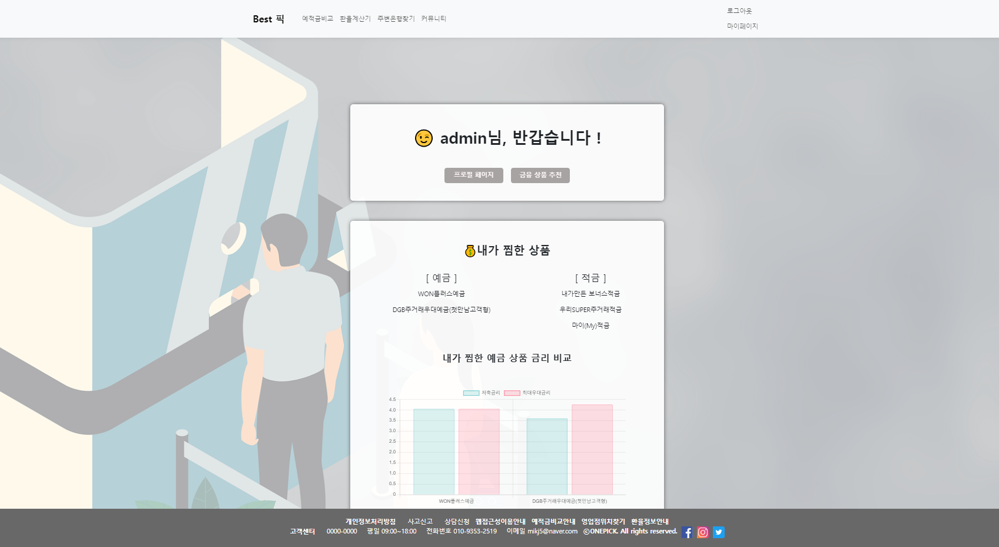 Best 픽 예적금비교 환율계산기 주변은행찾기 커뮤니티
로그아웃
마이페이지
admin님, 반갑습니다 !
프로필 페이지 금융 상품 추천
내가 찜한 상품
[ 예금 ] [ 적금 ]
WON플러스예금 내가만든 보너스적금
DGB주거래우대예금(첫만남고객형) 우리SUPER주거래적금
마이(My)적금
내가 찜한 예금 상품 금리 비교
저축금리 최대우대금리
4.5
4.0
3.5
3.0
2.5
2.0
1.5
1.0
0.5
0
WON플러스예금 DGB주거래우대예금(첫만남고객형)
개인정보처리방침 사고신고 상담신청 웹접근성이용안내 예적금비교안내 영업점위치찾기 환율정보안내
고객센터 0000-0000 평일 09:00~18:00 전화번호 010-9353-2519 이메일 mikj5@naver.com ⓒONEPICK. All rights reserved.